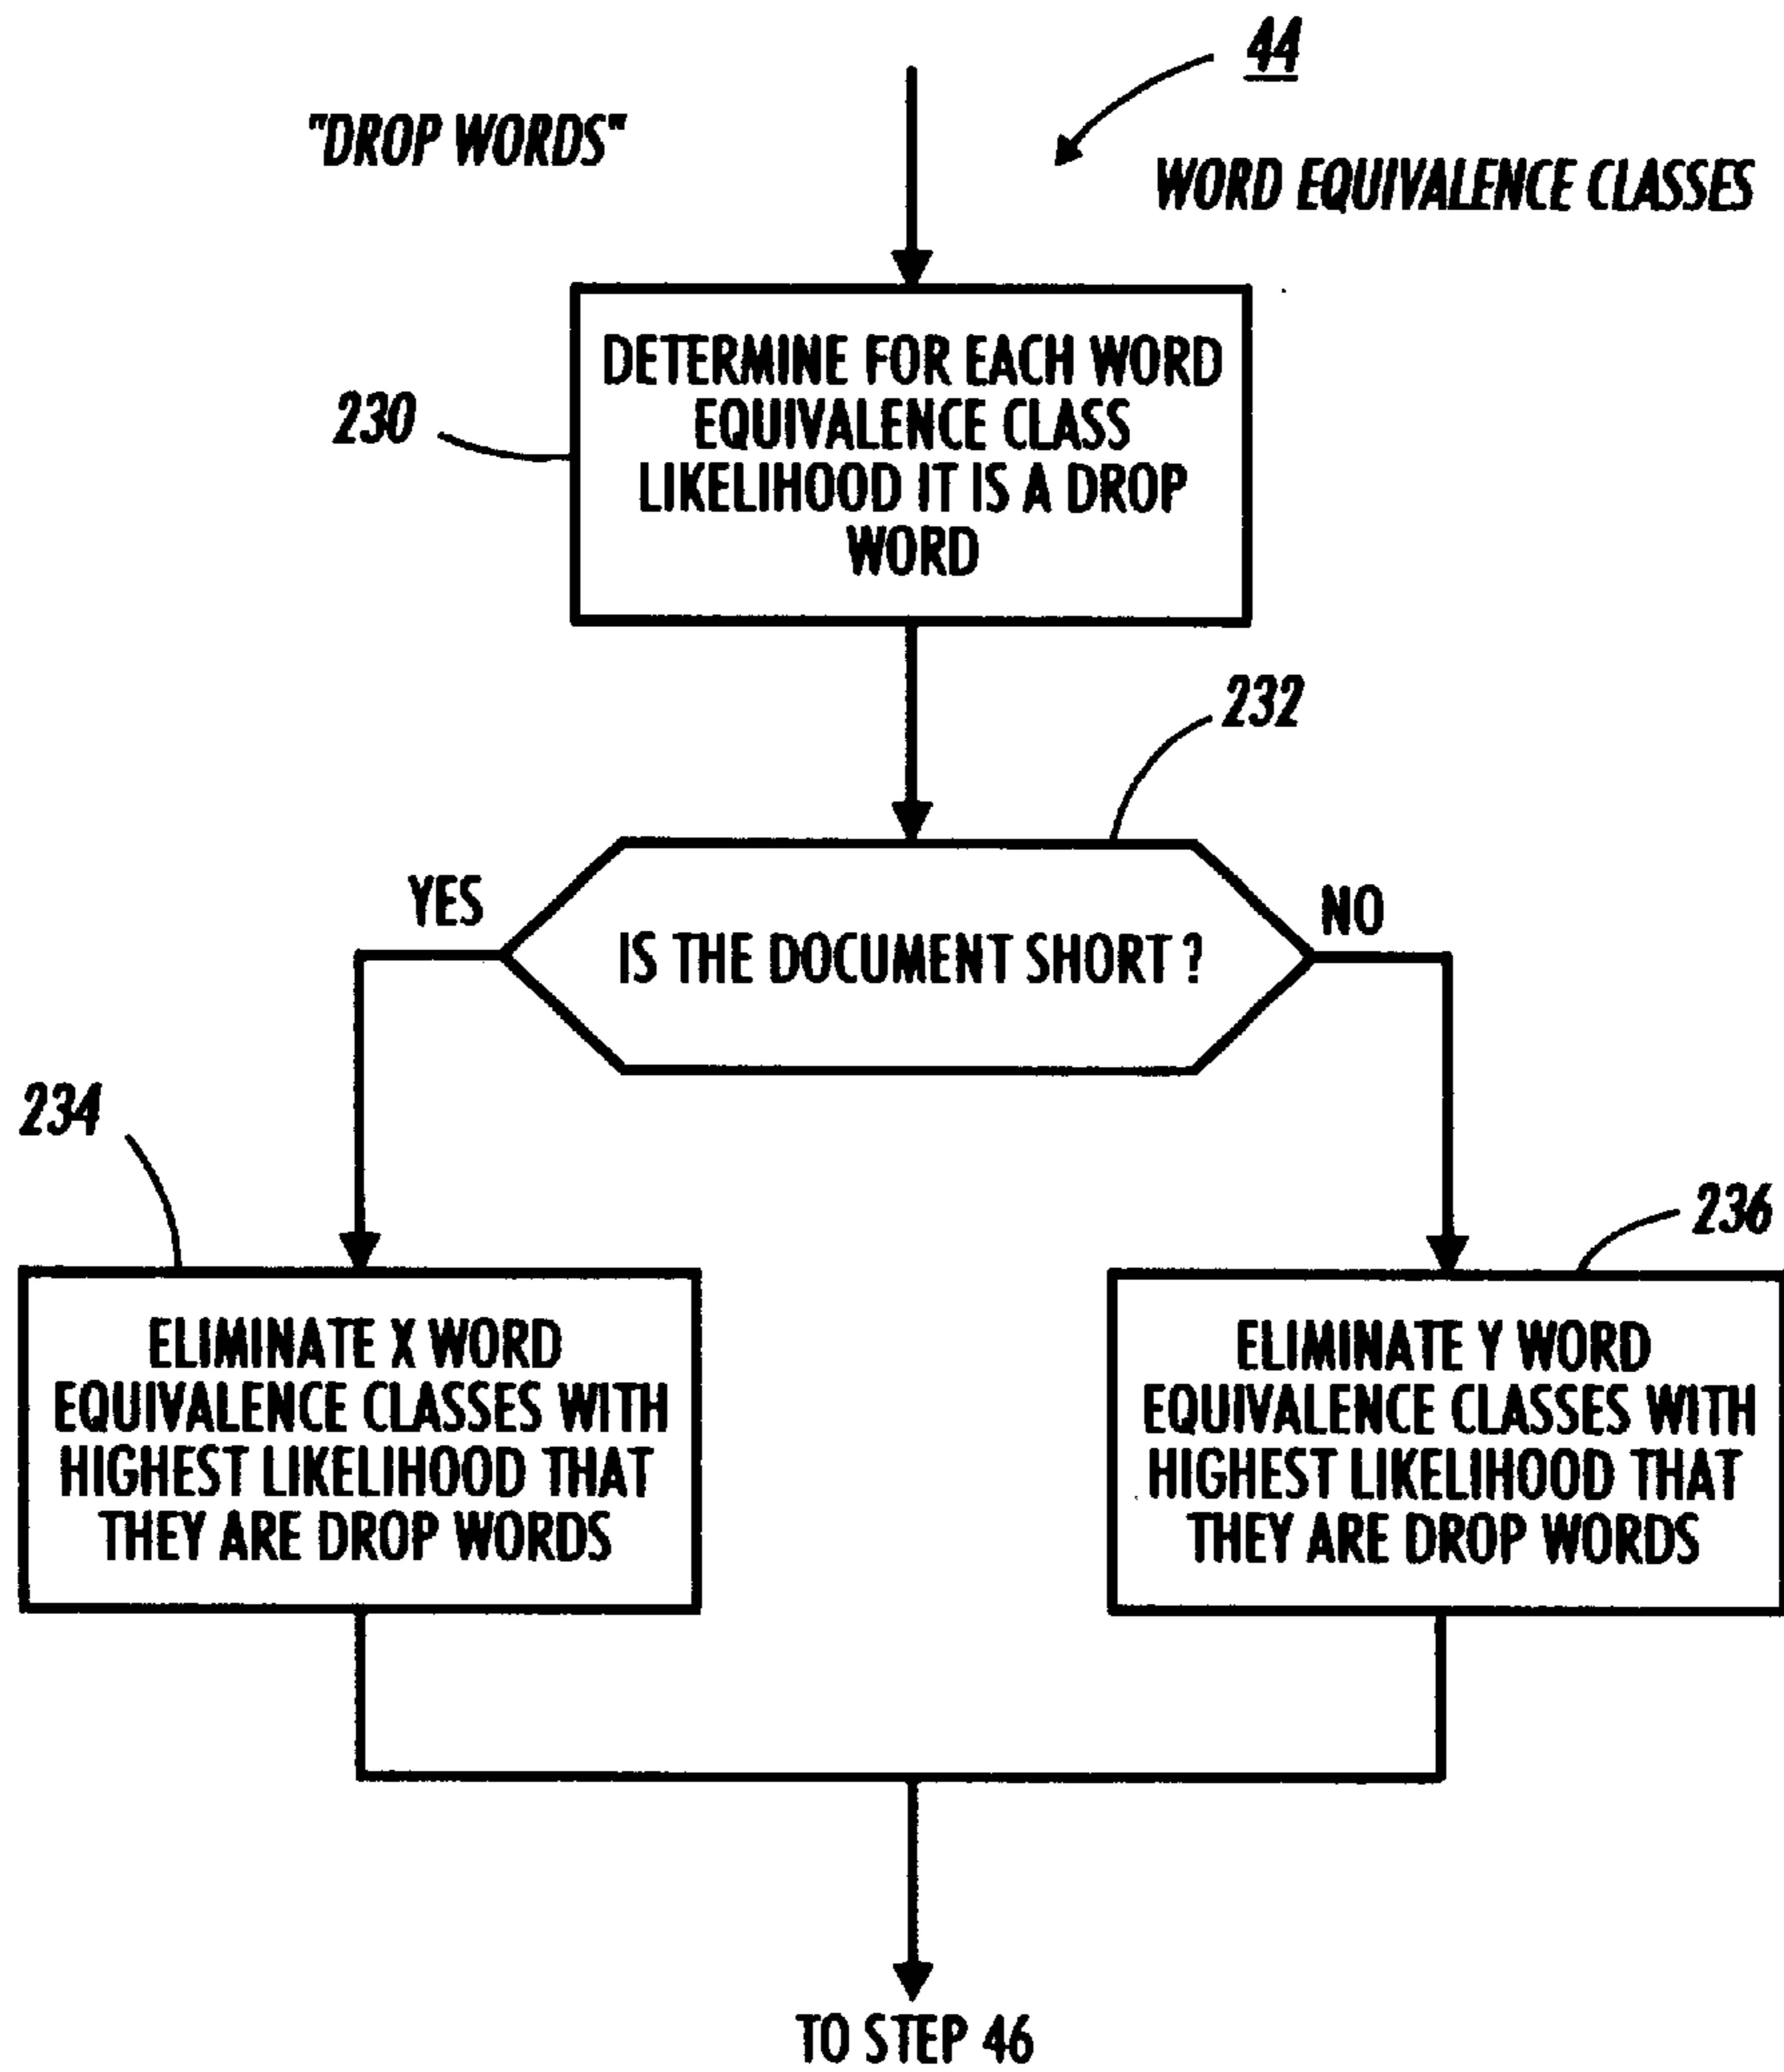 44
"DROP WORDS"
WORD EQUIVALENCE CLASSES
230
DETERMINE FOR EACH WORD
EQUIVALENCE CLASS
LIKELIHOOD IT IS A DROP
WORD
232
YES
NO
IS THE DOCUMENT SHORT ?
234
236
ELIMINATE X WORD
EQUIVALENCE CLASSES WITH
HIGHEST LIKELIHOOD THAT
THEY ARE DROP WORDS
ELIMINATE Y WORD
EQUIVALENCE CLASSES WITH
HIGHEST LIKELIHOOD THAT
THEY ARE DROP WORDS
TO STEP 46